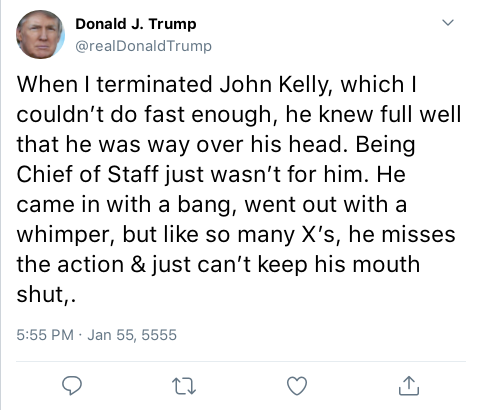 Donald J. Trump
@realDonaldTrump
When I terminated John Kelly, which I
couldn’t do fast enough, he knew full well
that he was way over his head. Being
Chief of Staff just wasn’t for him. He
came in with a bang, went out with a
whimper, but like so many X’s, he misses
the action & just can’t keep his mouth
shut,.
5:55 PM · Jan 55, 5555